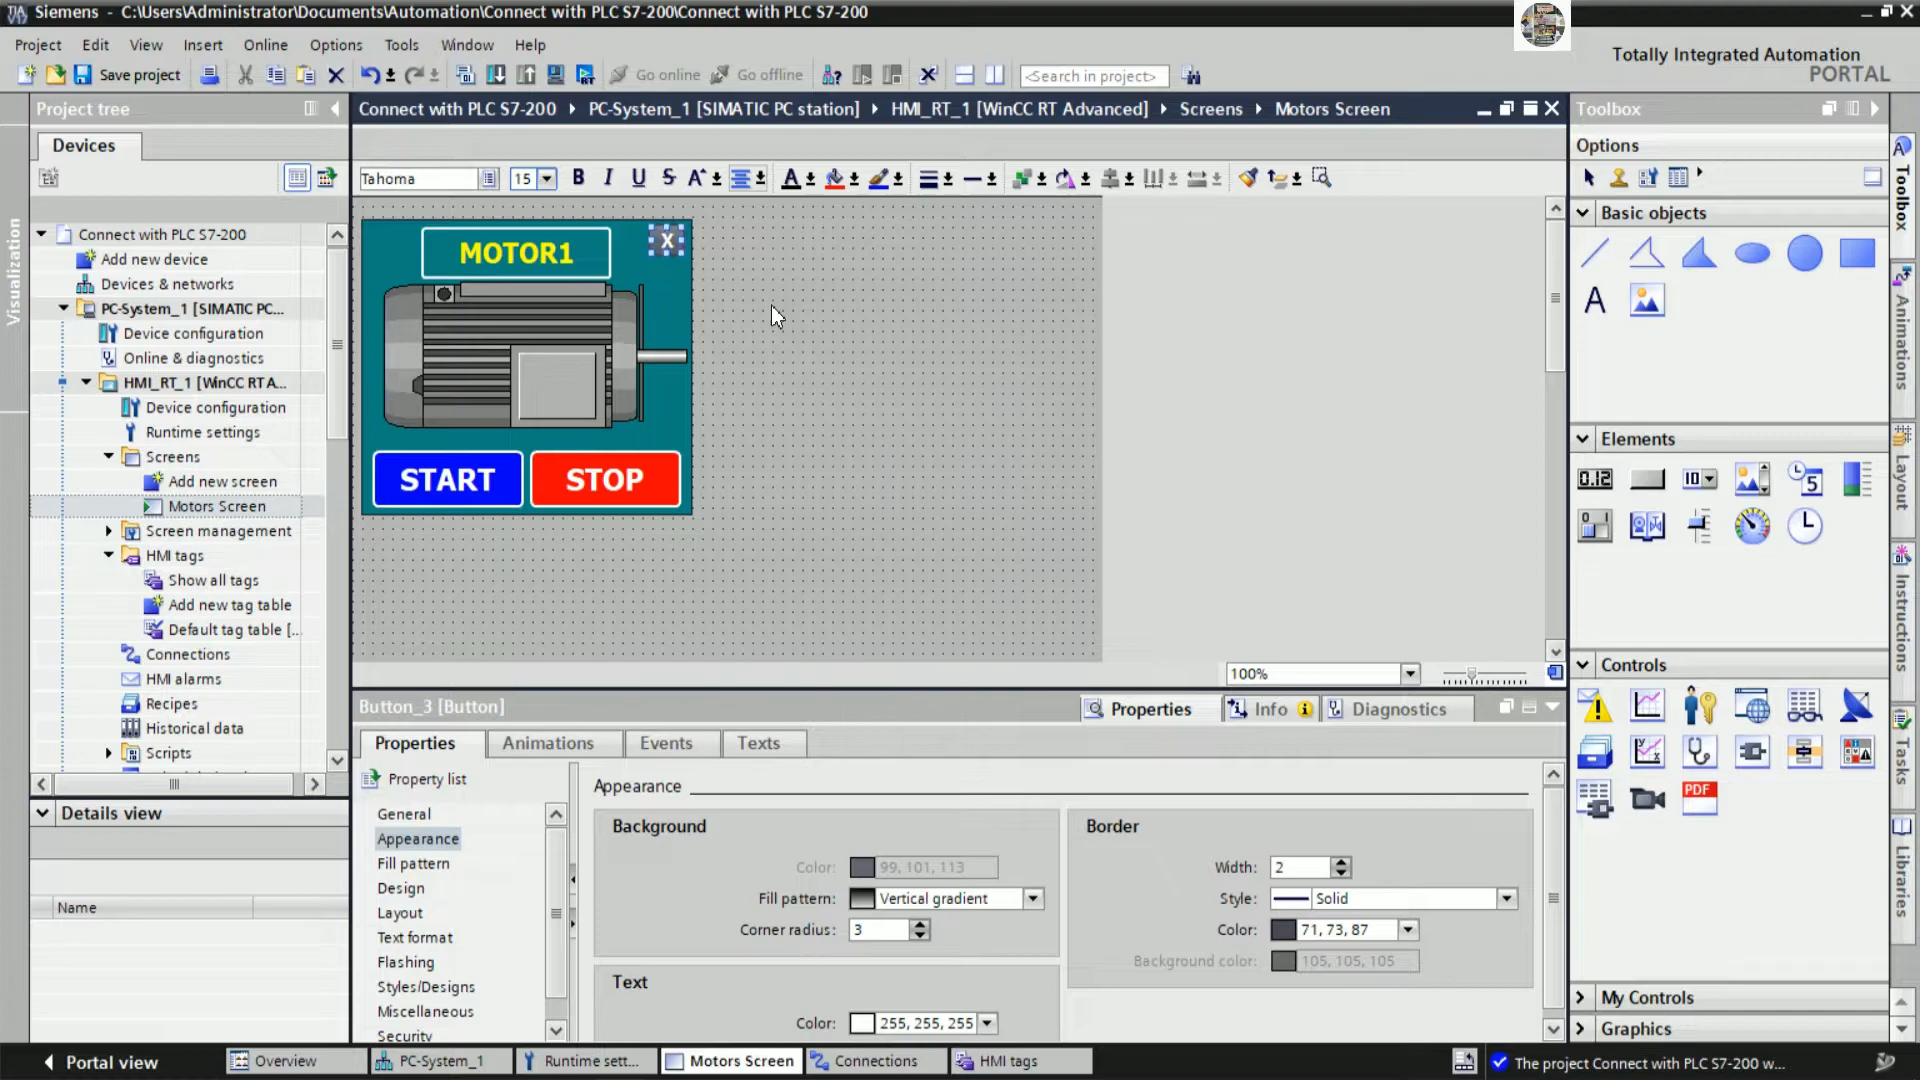 Siemens - C:\Users\Administrator\Documents\Automation\Connect with PLC S7-200\Connect with PLC S7-200
Project Edit View Insert Online Options Tools Window Help
Totally Integrated Automation
PORTAL
Save project
Go online
Go offline
<Search in project>
Project tree
Devices
Visualization
Connect with PLC S7-200
Add new device
Devices & networks
PC-System_1 [SIMATIC PC...
Device configuration
Online & diagnostics
HMI_RT_1 [WinCC RT A...
Device configuration
Runtime settings
Screens
Add new screen
Motors Screen
Screen management
HMI tags
Show all tags
Add new tag table
Default tag table [...
Connections
HMI alarms
Recipes
Historical data
Scripts
Details view
Name
Connect with PLC S7-200 PC-System_1 [SIMATIC PC station] HMI_RT_1 [WinCC RT Advanced] Screens Motors Screen
Tahoma 15 B I U S A A
MOTOR1
X
START
STOP
100%
Button_3 [Button]
Properties
Info
Diagnostics
Properties
Animations
Events
Texts
Property list
General
Appearance
Fill pattern
Design
Layout
Text format
Flashing
Styles/Designs
Miscellaneous
Security
Appearance
Background
Color: 99, 101, 113
Fill pattern: Vertical gradient
Corner radius: 3
Text
Color: 255, 255, 255
Border
Width: 2
Style: Solid
Color: 71, 73, 87
Background color: 105, 105, 105
Toolbox
Options
Basic objects
A
Elements
0.12
10
5
0 1
Controls
PDF
My Controls
Graphics
Toolbox
Animations
Layout
Instructions
Tasks
Libraries
Portal view
Overview
PC-System_1
Runtime sett...
Motors Screen
Connections
HMI tags
The project Connect with PLC S7-200 w...